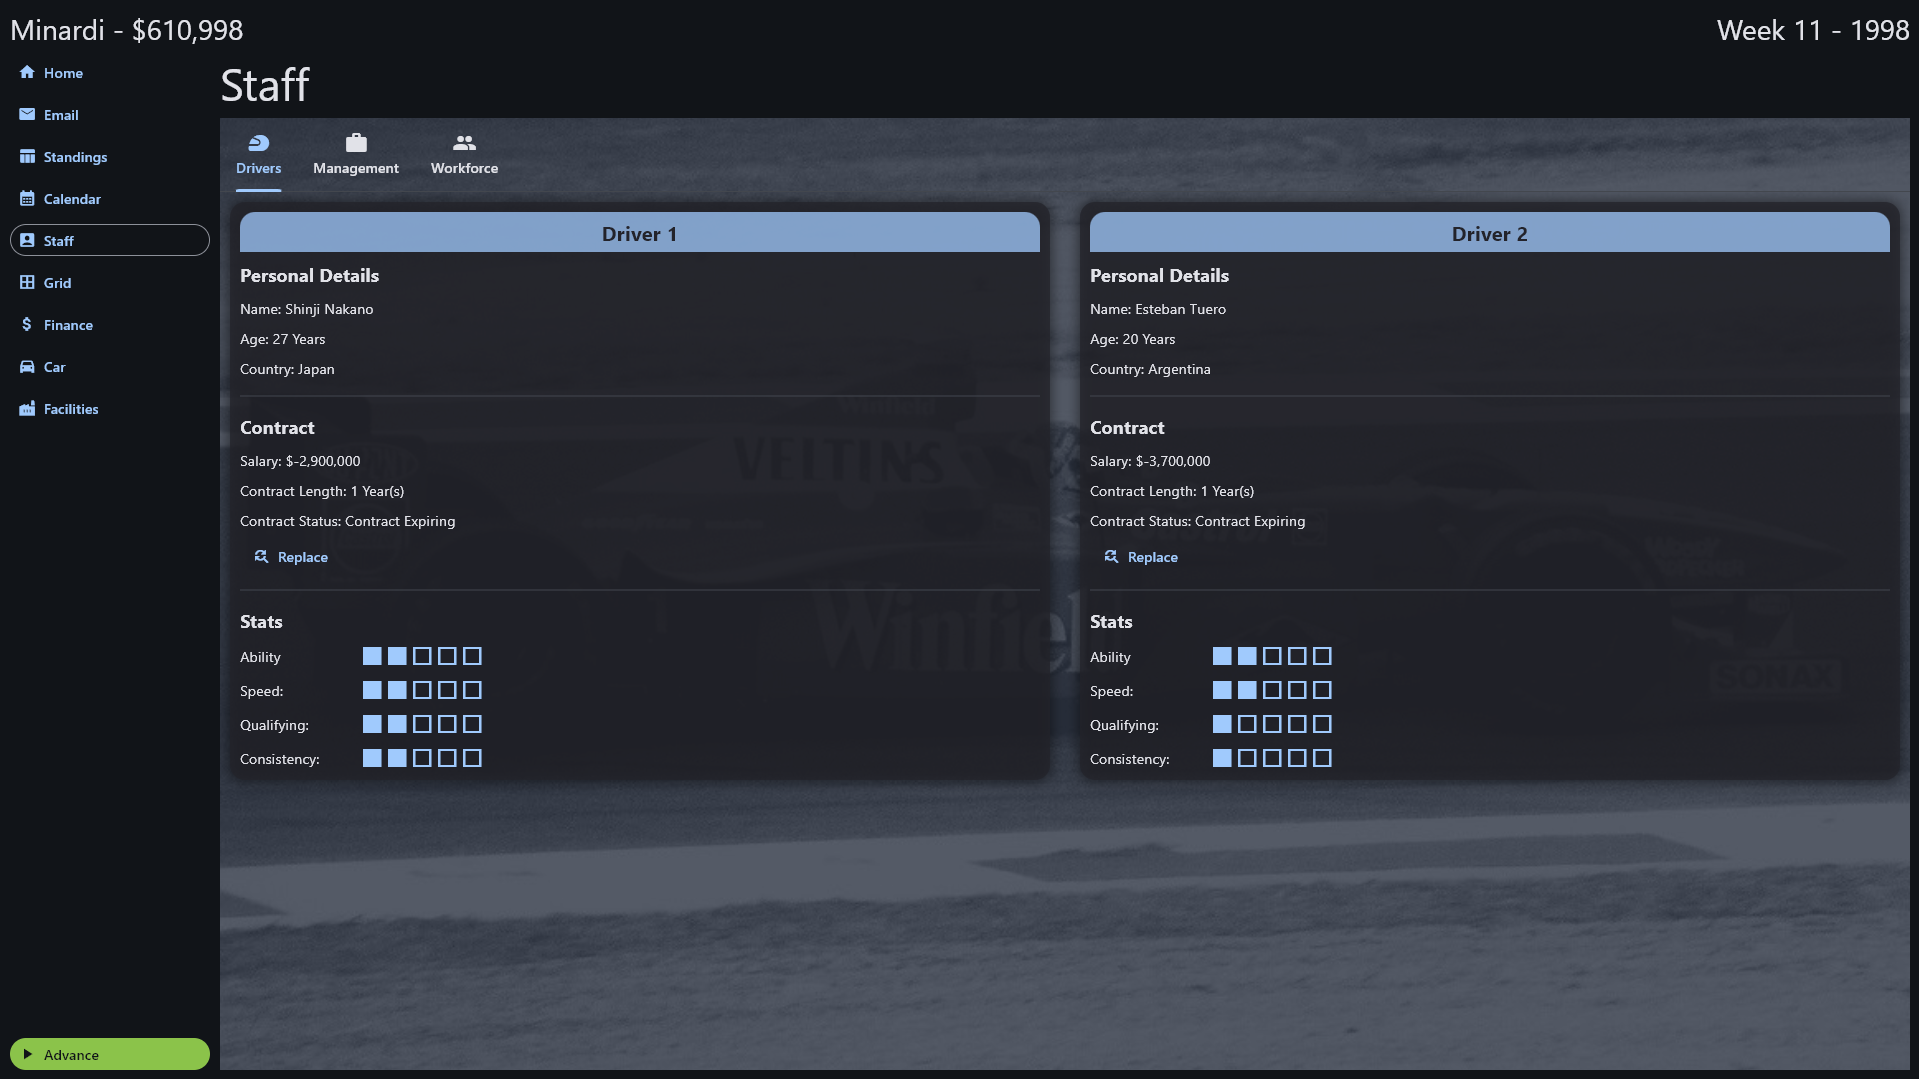 Minardi - $610,998
Week 11 - 1998
Home
Email
Standings
Calendar
Staff
Grid
Finance
Car
Facilities
Advance
Staff
Drivers
Management
Workforce
Driver 1
Personal Details
Name: Shinji Nakano
Age: 27 Years
Country: Japan
Contract
Salary: $-2,900,000
Contract Length: 1 Year(s)
Contract Status: Contract Expiring
Replace
Stats
Ability
Speed:
Qualifying:
Consistency:
Driver 2
Personal Details
Name: Esteban Tuero
Age: 20 Years
Country: Argentina
Contract
Salary: $-3,700,000
Contract Length: 1 Year(s)
Contract Status: Contract Expiring
Replace
Stats
Ability
Speed:
Qualifying:
Consistency:
Winfield
VELTINS
Winfield
SONAX